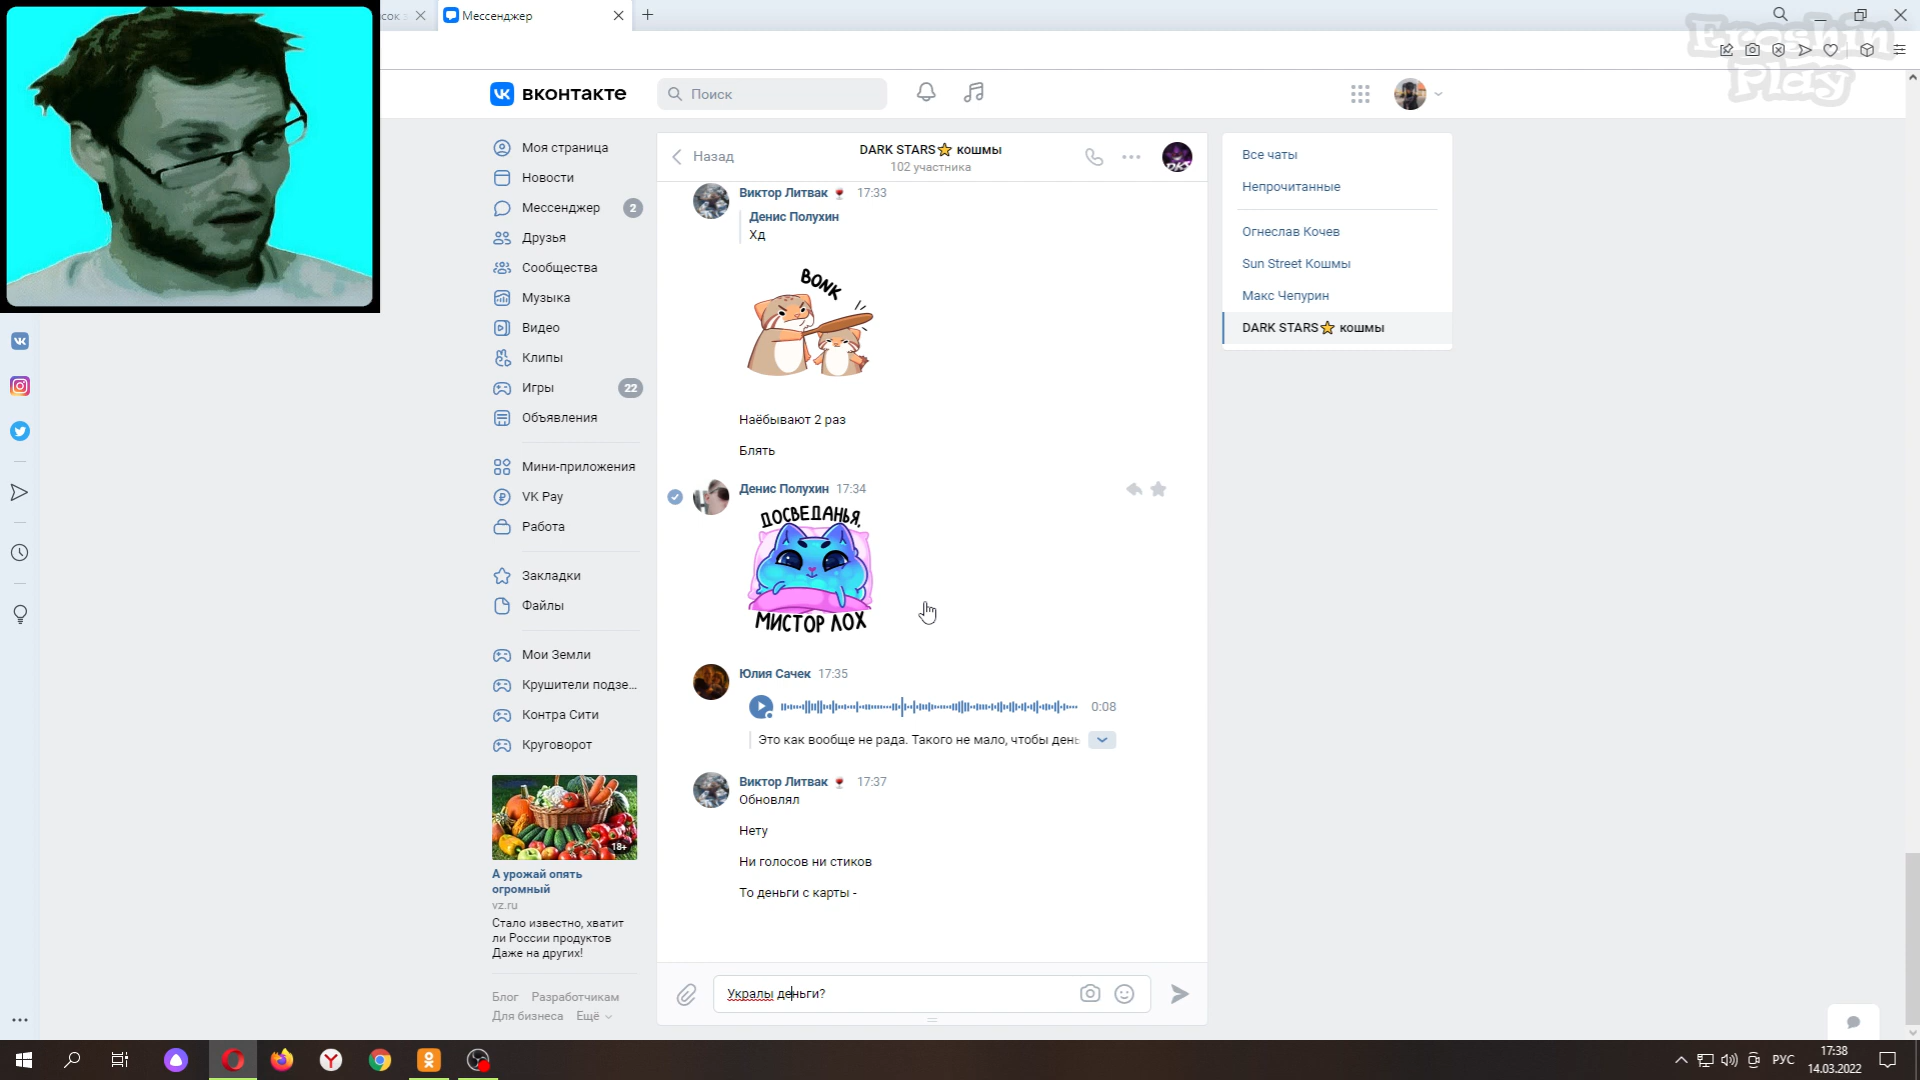 сок
Мессенджер
Eroshin
Play
вконтакте
Поиск
Моя страница
Новости
Мессенджер 2
Друзья
Сообщества
Музыка
Видео
Клипы
Игры 22
Объявления
Мини-приложения
VK Pay
Работа
Закладки
Файлы
Мои Земли
Крушители подзе...
Контра Сити
Круговорот
18+
А урожай опять
огромный
vz.ru
Стало известно, хватит
ли России продуктов
Даже на других!
Блог Разработчикам
Для бизнеса Ещё
Назад
DARK STARS⭐ кошмы
102 участника
Виктор Литвак 🍷 17:33
Денис Полухин
Хд
BONK
Наёбывают 2 раз
Блять
Денис Полухин 17:34
ДОСВЕДАНЬЯ,
МИСТОР ЛОХ
Юлия Сачек 17:35
0:08
Это как вообще не рада. Такого не мало, чтобы день
Виктор Литвак 🍷 17:37
Обновлял
Нету
Ни голосов ни стиков
То деньги с карты -
Укралы деньги?
Все чаты
Непрочитанные
Огнеслав Кочев
Sun Street Кошмы
Макс Чепурин
DARK STARS⭐ кошмы
РУС
17:38
14.03.2022